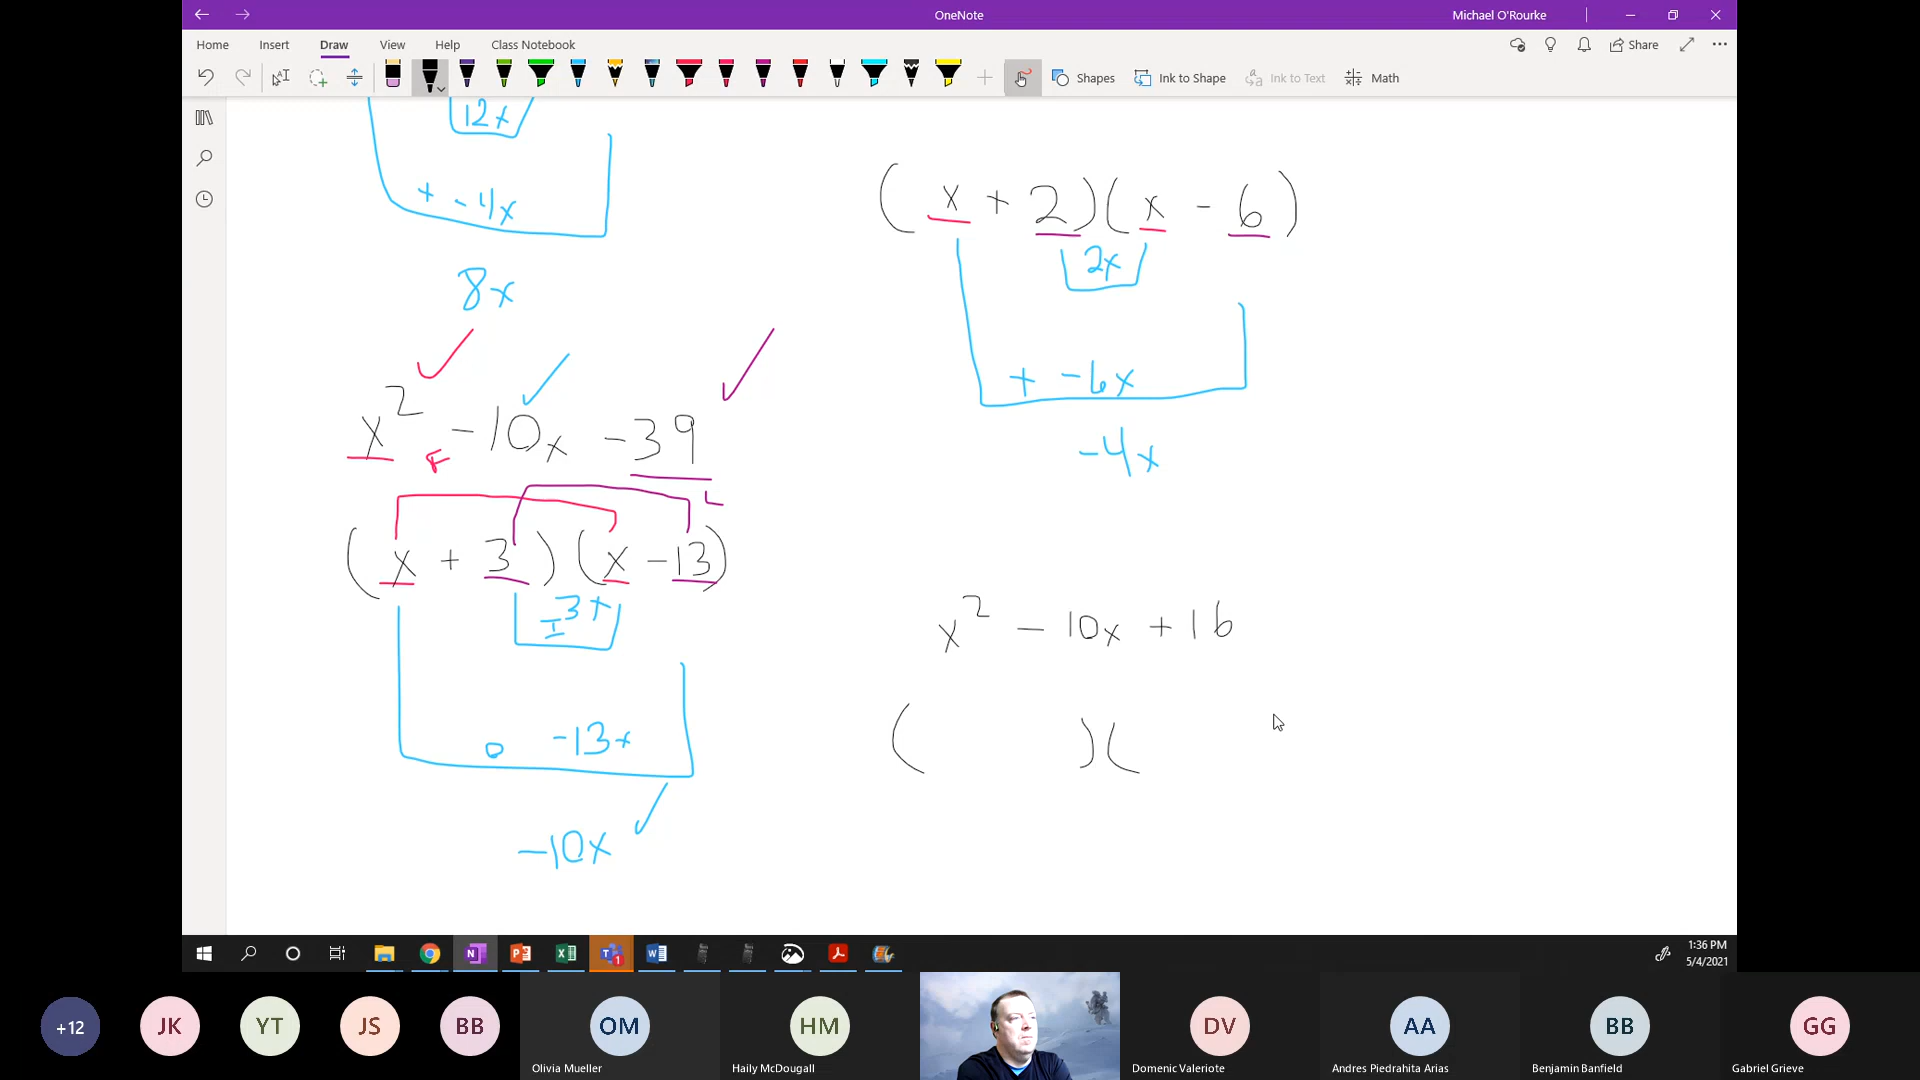 OneNote
Michael O'Rourke
Home Insert Draw View Help Class Notebook
Share
Shapes Ink to Shape Ink to Text Math
12x
+ -4x
8x
x² -10x -39
F L
(x + 3)(x -13)
3x
I
o -13x
-10x
(x + 2)(x - 6)
2x
+ -6x
-4x
x² - 10x + 16
( )(
1:36 PM
5/4/2021
+12 JK YT JS BB OM HM DV AA BB GG
Olivia Mueller Haily McDougall Domenic Valeriote Andres Piedrahita Arias Benjamin Banfield Gabriel Grieve